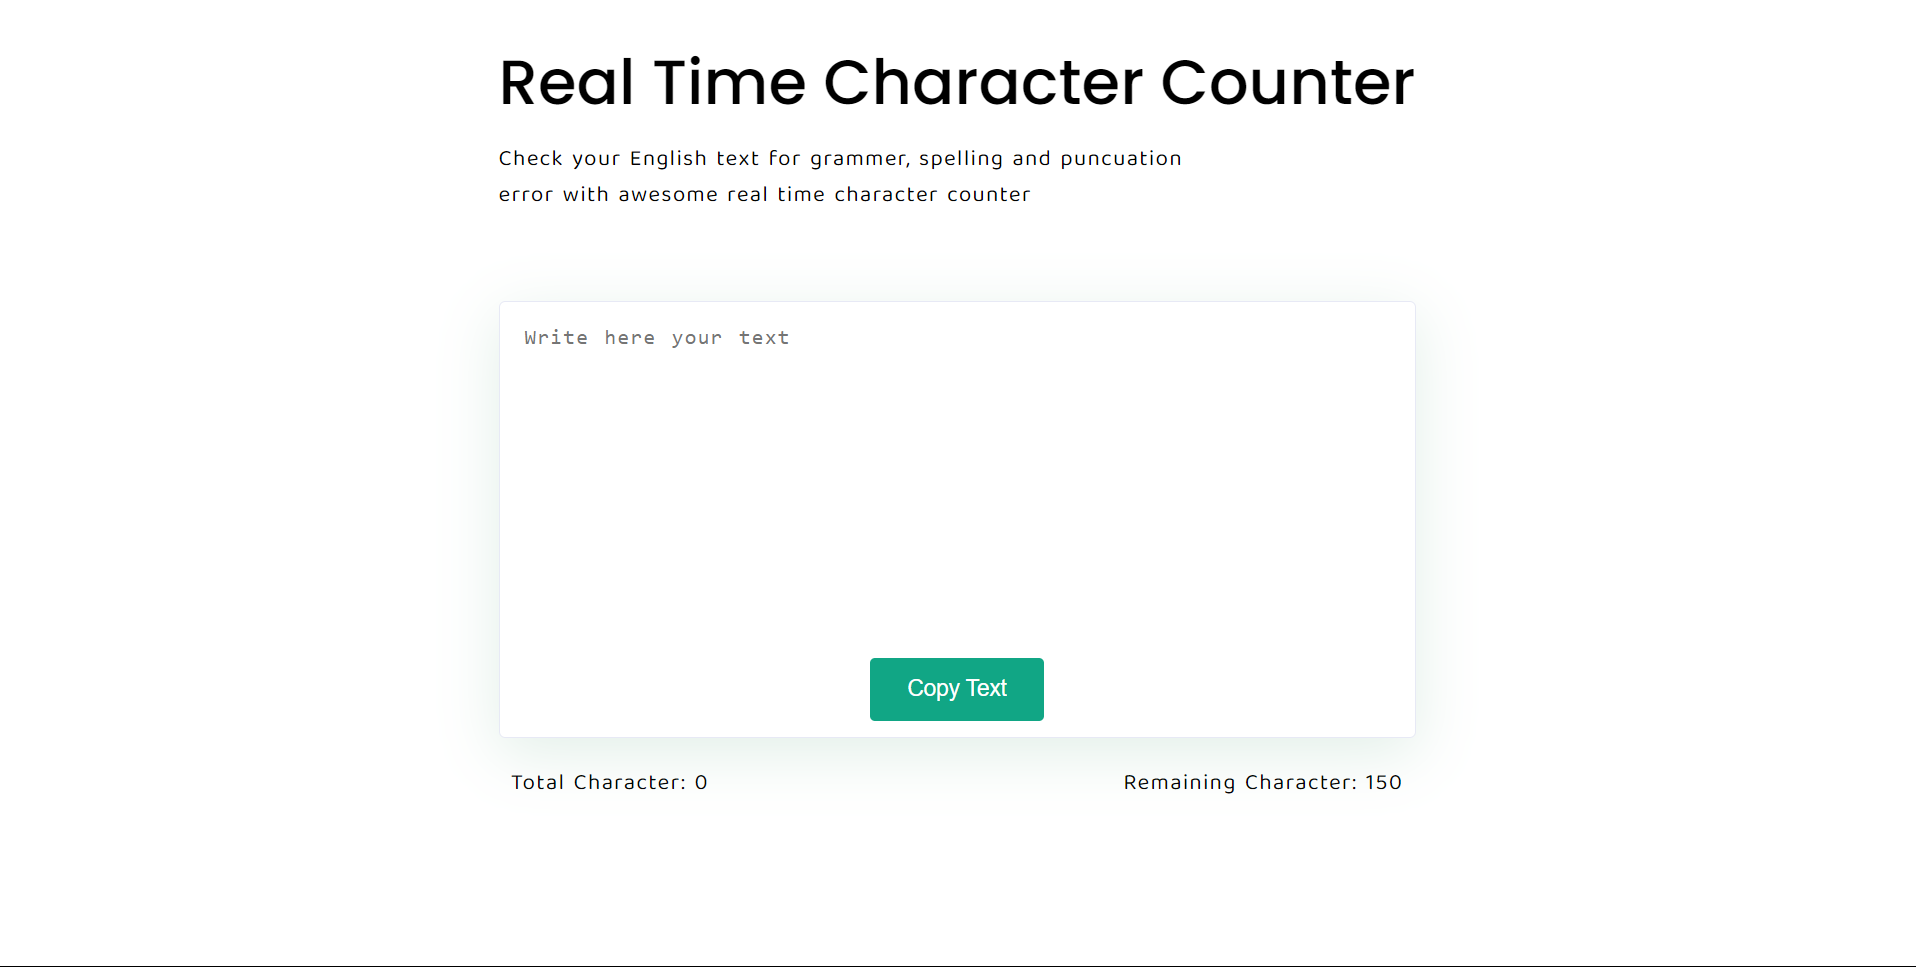 Real Time Character Counter
Check your English text for grammer, spelling and puncuation
error with awesome real time character counter
Write here your text
Copy Text
Total Character: 0
Remaining Character: 150